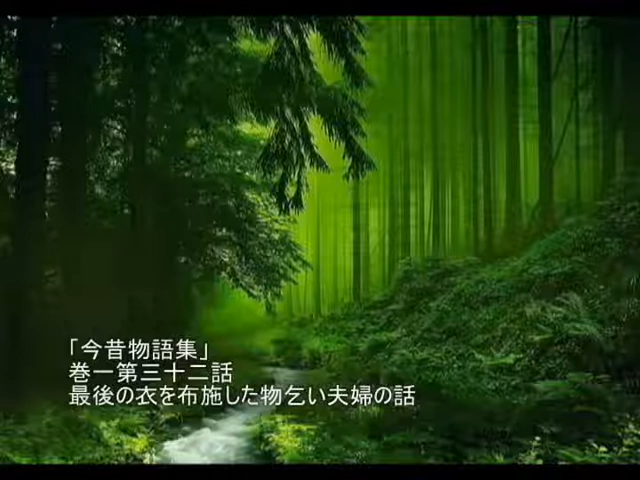 「今昔物語集」
巻一第三十二話
最後の衣を布施した物乞い夫婦の話